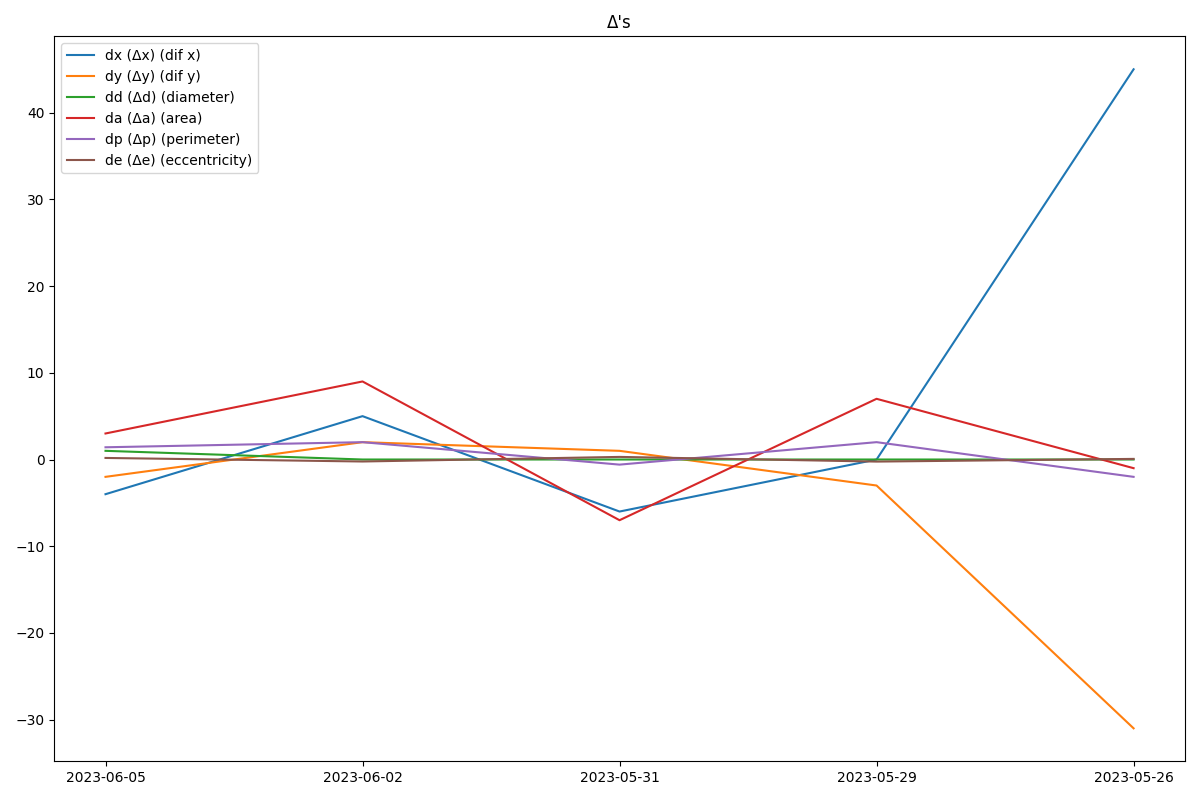 Δ's
dx (Δx) (dif x)
dy (Δy) (dif y)
dd (Δd) (diameter)
da (Δa) (area)
dp (Δp) (perimeter)
de (Δe) (eccentricity)
40
30
20
10
0
−10
−20
−30
2023-06-05 2023-06-02 2023-05-31 2023-05-29 2023-05-26